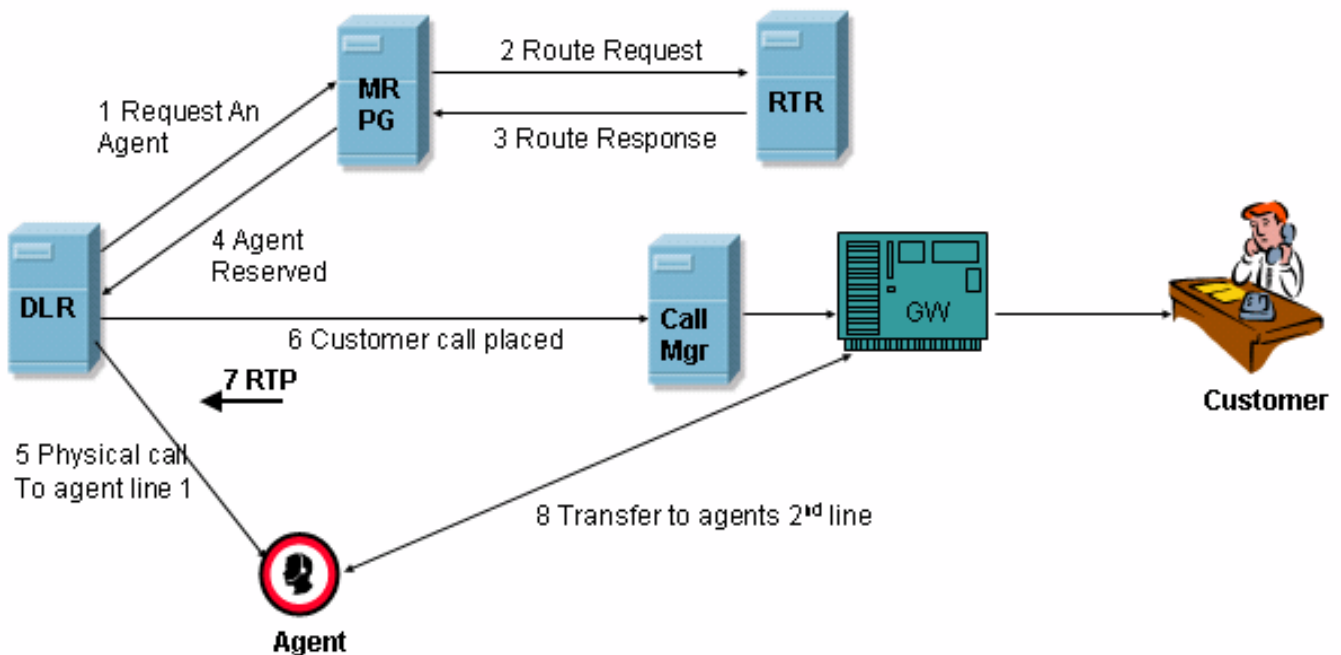 2 Route Request
MR
PG
RTR
1 Request An
Agent
3 Route Response
4 Agent
Reserved
DLR
Call
Mgr
GW
6 Customer call placed
7 RTP
Customer
5 Physical call
To agent line 1
8 Transfer to agents 2nd line
Agent